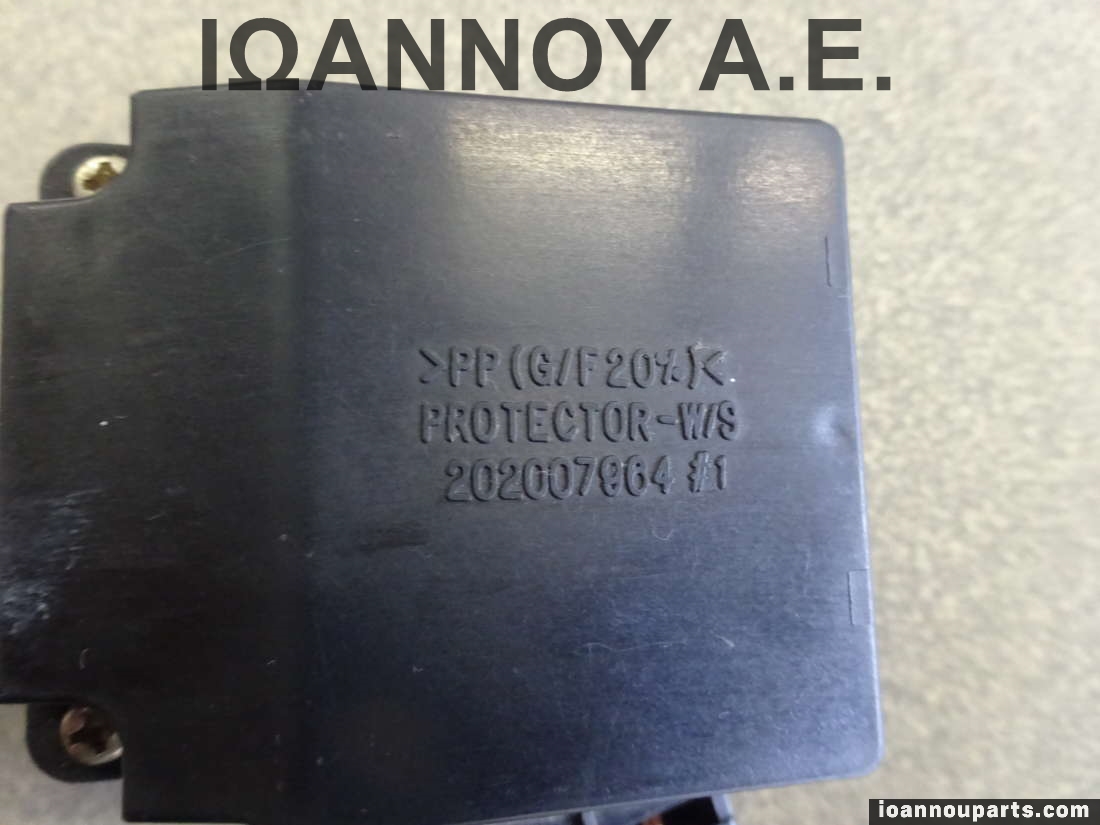 ΙΩΑΝΝΟΥ Α.Ε.
>PP(G/F20%)<
PROTECTOR-W/S
202007964 #1
ioannouparts.com